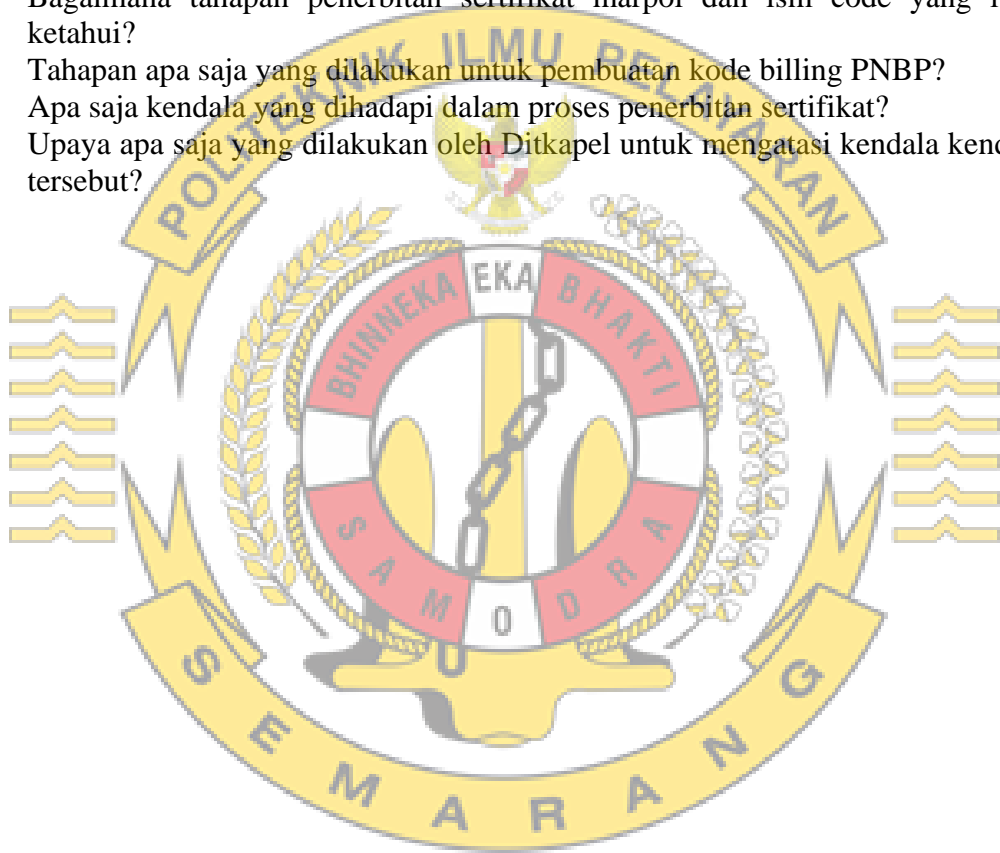 Bagaimana tahapan penerbitan sertifikat marpol dan ism code yang
ketahui?
Tahapan apa saja yang dilakukan untuk pembuatan kode billing PNBP?
Apa saja kendala yang dihadapi dalam proses penerbitan sertifikat?
Upaya apa saja yang dilakukan oleh Ditkapel untuk mengatasi kendala
tersebut?
POLITEKNIK ILMU PELAYARAN
BHINNEKA EKA BHAKTI
SAMODRA
SEMARANG